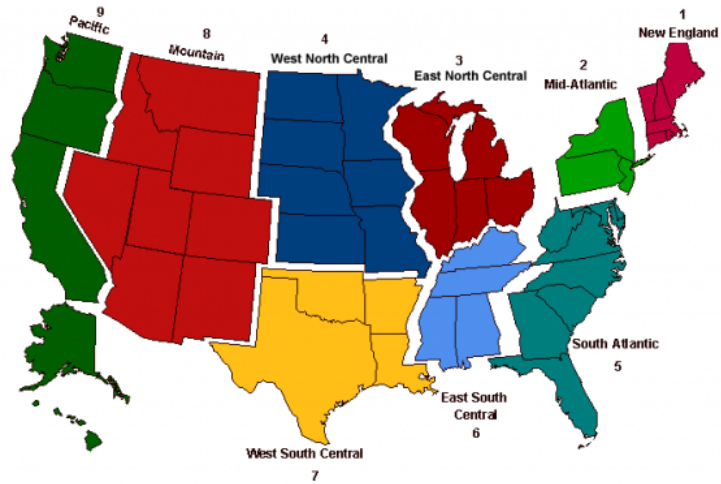 9
Pacific
8
Mountain
4
West North Central
3
East North Central
2
Mid-Atlantic
1
New England
South Atlantic
5
East South
Central
6
West South Central
7